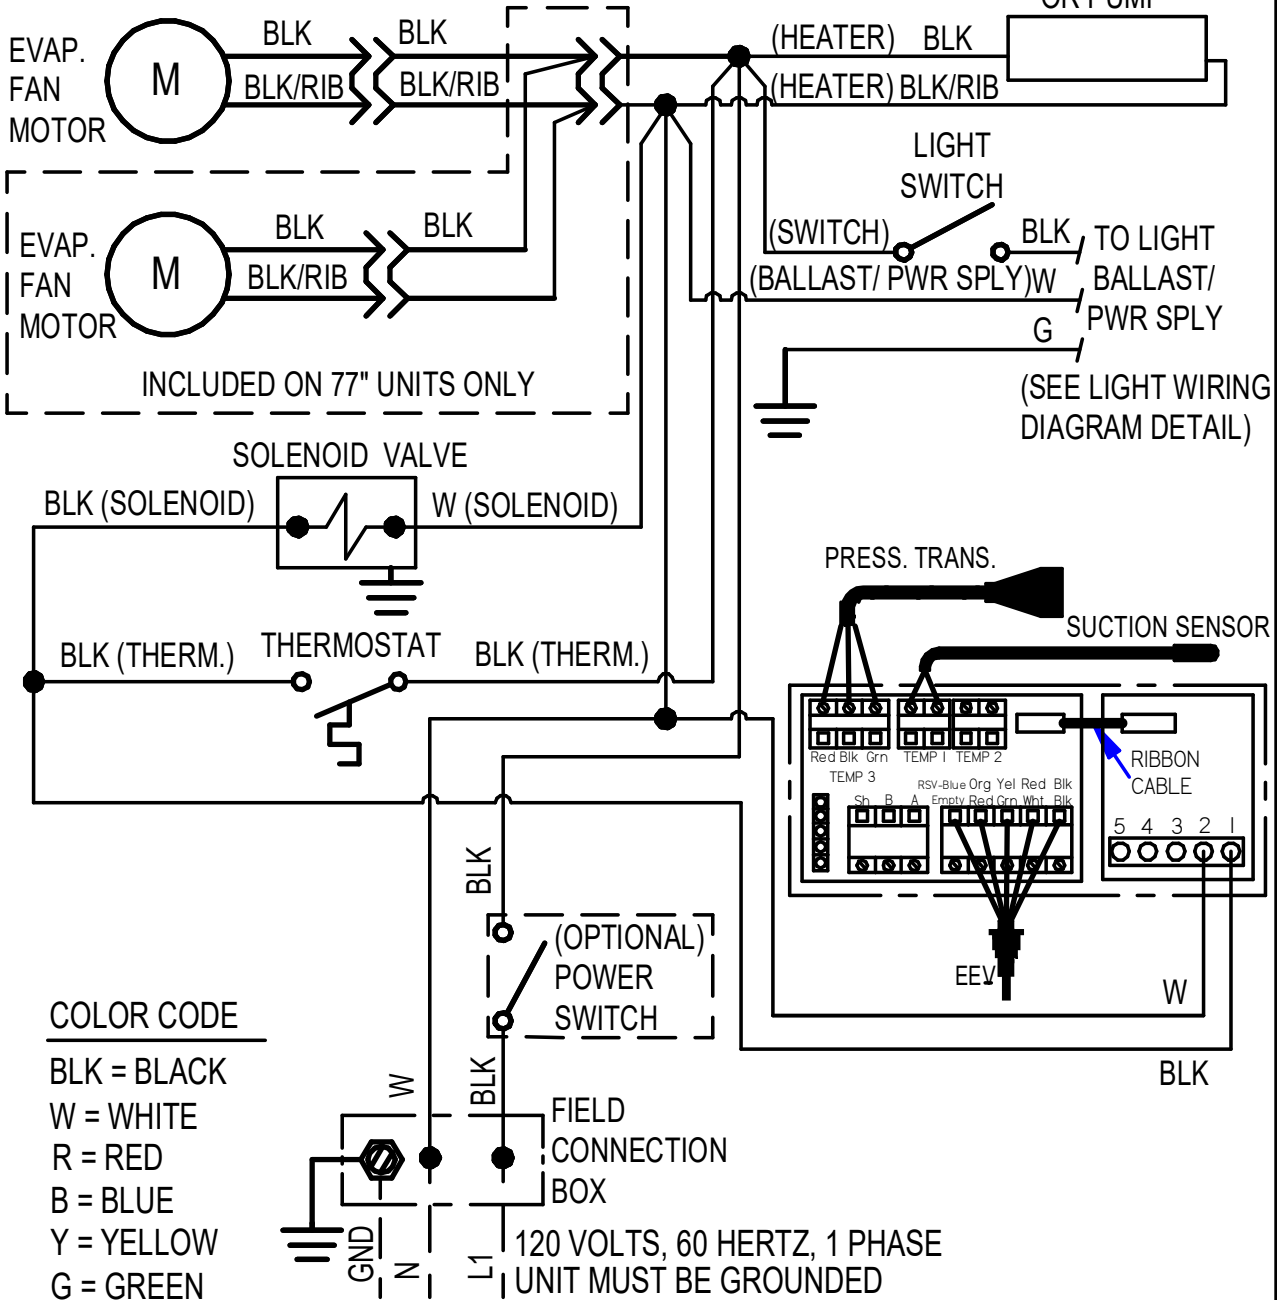 OR PUMP
EVAP.
FAN
MOTOR
M
BLK
BLK
BLK/RIB
BLK/RIB
(HEATER) BLK
(HEATER) BLK/RIB
LIGHT
SWITCH
EVAP.
FAN
MOTOR
M
BLK
BLK
BLK/RIB
(SWITCH)
BLK
(BALLAST/ PWR SPLY)W
G
TO LIGHT
BALLAST/
PWR SPLY
(SEE LIGHT WIRING
DIAGRAM DETAIL)
INCLUDED ON 77" UNITS ONLY
SOLENOID VALVE
BLK (SOLENOID)
W (SOLENOID)
BLK (THERM.)
THERMOSTAT
BLK (THERM.)
PRESS. TRANS.
SUCTION SENSOR
Red Blk Grn
TEMP 1
TEMP 2
TEMP 3
RSV-Blue Org Yel Red Blk
Empty Red Grn Wht Blk
Sh B A
RIBBON
CABLE
5 4 3 2 1
EEV
W
BLK
BLK
(OPTIONAL)
POWER
SWITCH
W
BLK
FIELD
CONNECTION
BOX
GND
N
L1
120 VOLTS, 60 HERTZ, 1 PHASE
UNIT MUST BE GROUNDED
COLOR CODE
BLK = BLACK
W = WHITE
R = RED
B = BLUE
Y = YELLOW
G = GREEN